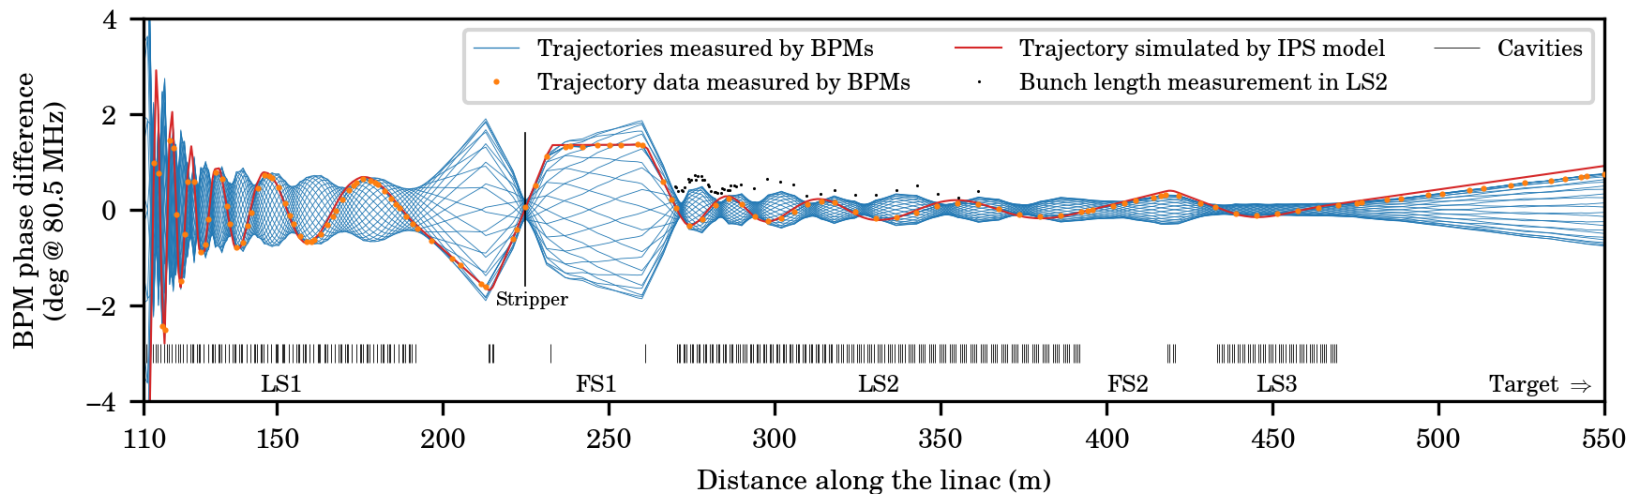 BPM phase difference
(deg @ 80.5 MHz)
4
2
0
−2
−4
Trajectories measured by BPMs
Trajectory data measured by BPMs
Trajectory simulated by IPS model
Bunch length measurement in LS2
Cavities
Stripper
LS1
FS1
LS2
FS2
LS3
Target ⇒
110
150
200
250
300
350
400
450
500
550
Distance along the linac (m)